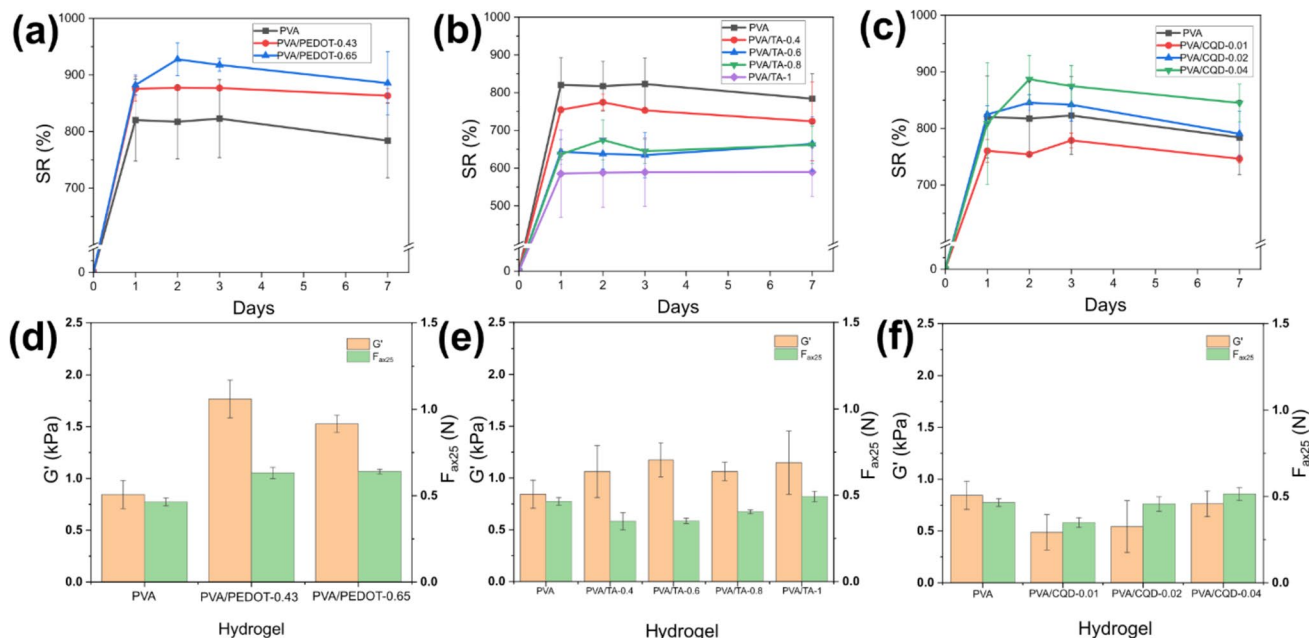 (a)
PVA
PVA/PEDOT-0.43
PVA/PEDOT-0.65
SR (%)
1000
900
800
700
0
0 1 2 3 4 5 6 7
Days
(b)
PVA
PVA/TA-0.4
PVA/TA-0.6
PVA/TA-0.8
PVA/TA-1
SR (%)
1000
900
800
700
600
500
0
0 1 2 3 4 5 6 7
Days
(c)
PVA
PVA/CQD-0.01
PVA/CQD-0.02
PVA/CQD-0.04
SR (%)
1000
900
800
700
0
0 1 2 3 4 5 6 7
Days
(d)
G'
Fax25
G' (kPa)
2.5
2.0
1.5
1.0
0.5
0.0
1.5
1.0
0.5
0.0
Fax25 (N)
PVA PVA/PEDOT-0.43 PVA/PEDOT-0.65
Hydrogel
(e)
G'
Fax25
G' (kPa)
2.5
2.0
1.5
1.0
0.5
0.0
1.5
1.0
0.5
0.0
Fax25 (N)
PVA PVA/TA-0.4 PVA/TA-0.6 PVA/TA-0.8 PVA/TA-1
Hydrogel
(f)
G'
Fax25
G' (kPa)
2.5
2.0
1.5
1.0
0.5
0.0
1.5
1.0
0.5
0.0
Fax25 (N)
PVA PVA/CQD-0.01 PVA/CQD-0.02 PVA/CQD-0.04
Hydrogel